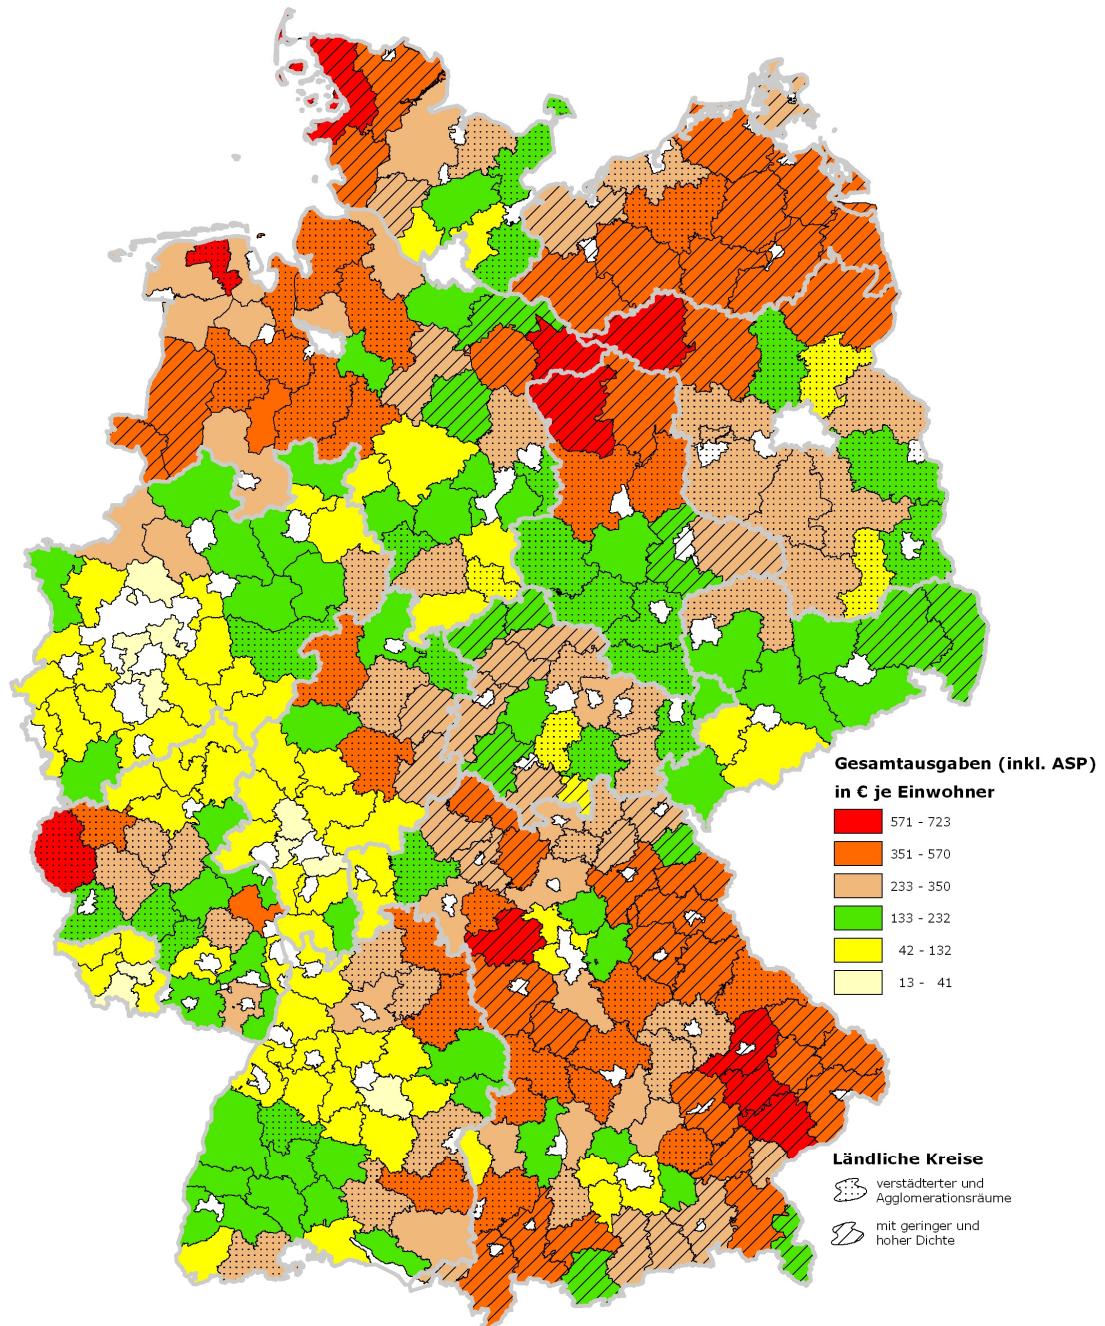 Gesamtausgaben (inkl. ASP)
in € je Einwohner
571 - 723
351 - 570
233 - 350
133 - 232
42 - 132
13 - 41
Ländliche Kreise
verstädterter und
Agglomerationsräume
mit geringer und
hoher Dichte